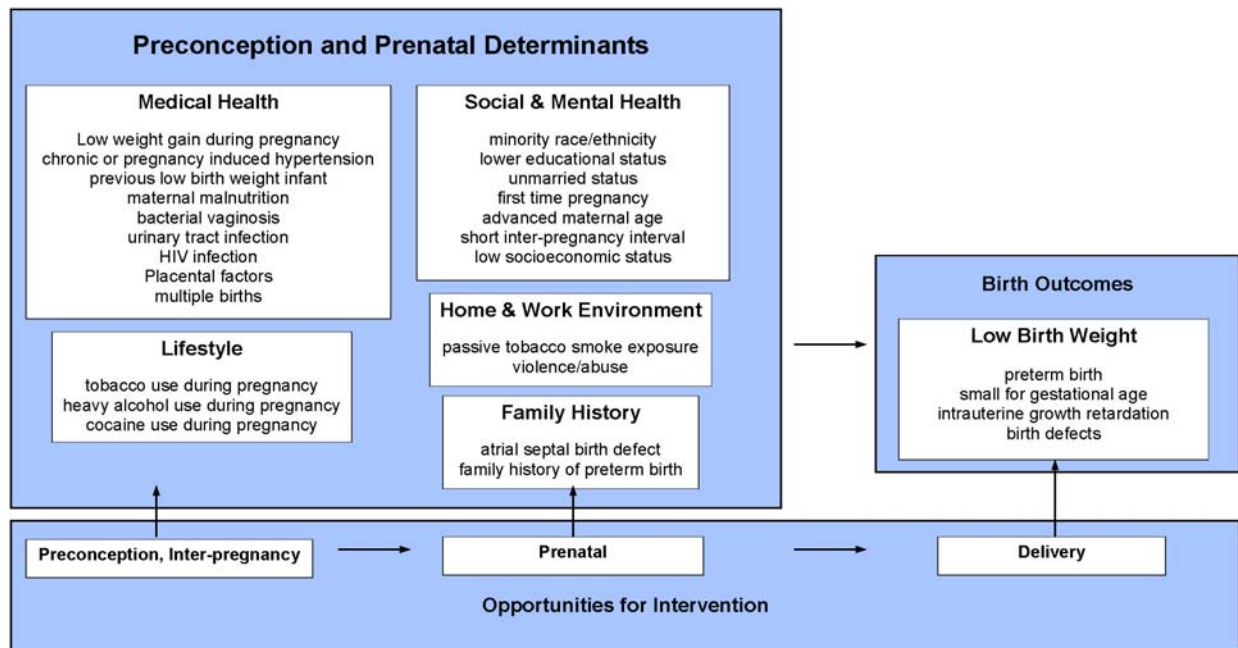 Preconception and Prenatal Determinants
Medical Health
Low weight gain during pregnancy
chronic or pregnancy induced hypertension
previous low birth weight infant
maternal malnutrition
bacterial vaginosis
urinary tract infection
HIV infection
Placental factors
multiple births
Lifestyle
tobacco use during pregnancy
heavy alcohol use during pregnancy
cocaine use during pregnancy
Social & Mental Health
minority race/ethnicity
lower educational status
unmarried status
first time pregnancy
advanced maternal age
short inter-pregnancy interval
low socioeconomic status
Home & Work Environment
passive tobacco smoke exposure
violence/abuse
Family History
atrial septal birth defect
family history of preterm birth
Birth Outcomes
Low Birth Weight
preterm birth
small for gestational age
intrauterine growth retardation
birth defects
Preconception, Inter-pregnancy
Prenatal
Delivery
Opportunities for Intervention